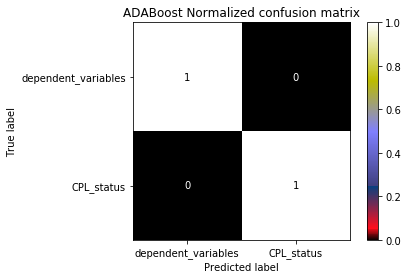 ADABoost Normalized confusion matrix
1.0
dependent_variables
1
0
0.8
0.6
True label
0.4
CPL_status
0
1
0.2
0.0
dependent_variables
CPL_status
Predicted label